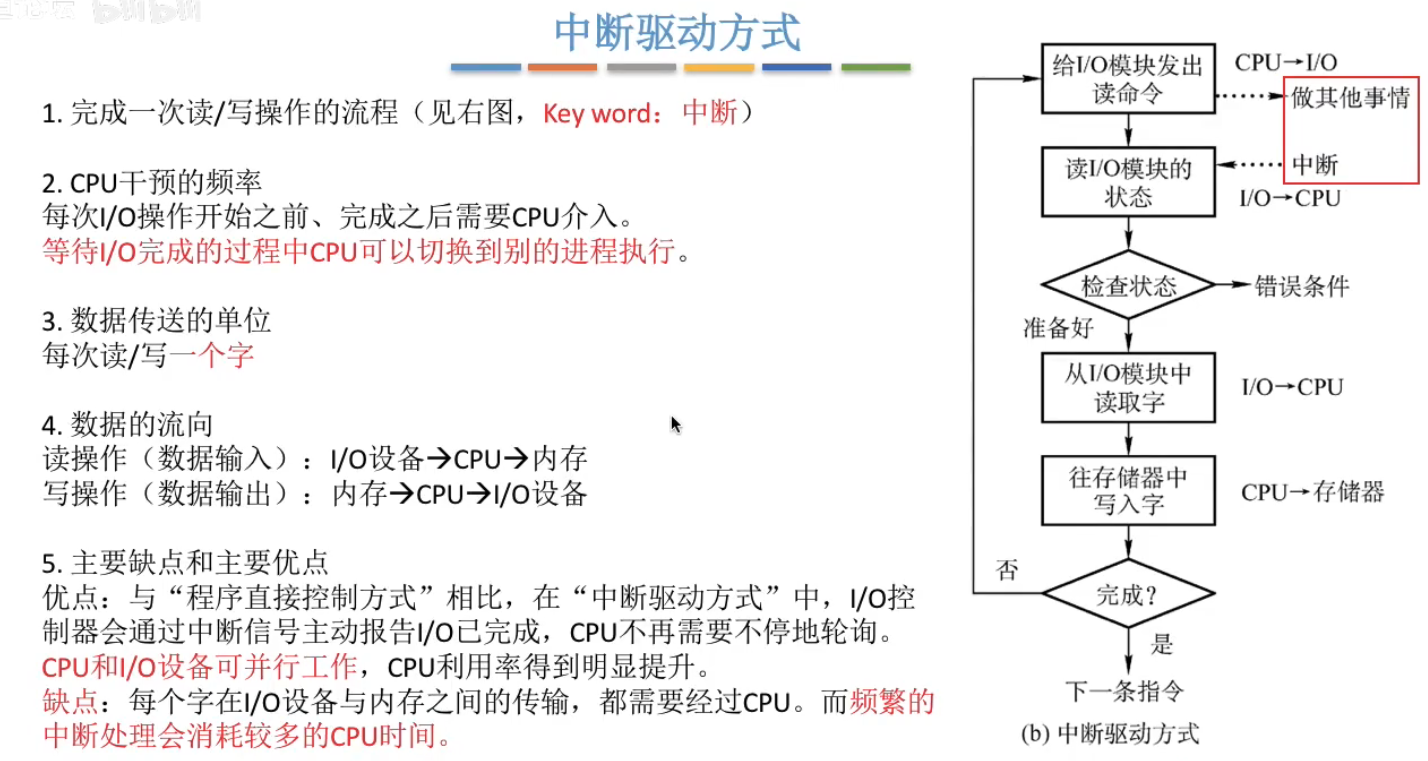 中断驱动方式
1. 完成一次读/写操作的流程（见右图，Key word：中断）
2. CPU干预的频率
每次I/O操作开始之前、完成之后需要CPU介入。
等待I/O完成的过程中CPU可以切换到别的进程执行。
3. 数据传送的单位
每次读/写一个字
4. 数据的流向
读操作（数据输入）：I/O设备→CPU→内存
写操作（数据输出）：内存→CPU→I/O设备
5. 主要缺点和主要优点
优点：与“程序直接控制方式”相比，在“中断驱动方式”中，I/O控
制器会通过中断信号主动报告I/O已完成，CPU不再需要不停地轮询。
CPU和I/O设备可并行工作，CPU利用率得到明显提升。
缺点：每个字在I/O设备与内存之间的传输，都需要经过CPU。而频繁的
中断处理会消耗较多的CPU时间。
给I/O模块发出
读命令
CPU→I/O
做其他事情
中断
读I/O模块的
状态
I/O→CPU
检查状态
错误条件
准备好
从I/O模块中
读取字
I/O→CPU
往存储器中
写入字
CPU→存储器
否
完成？
是
下一条指令
(b) 中断驱动方式